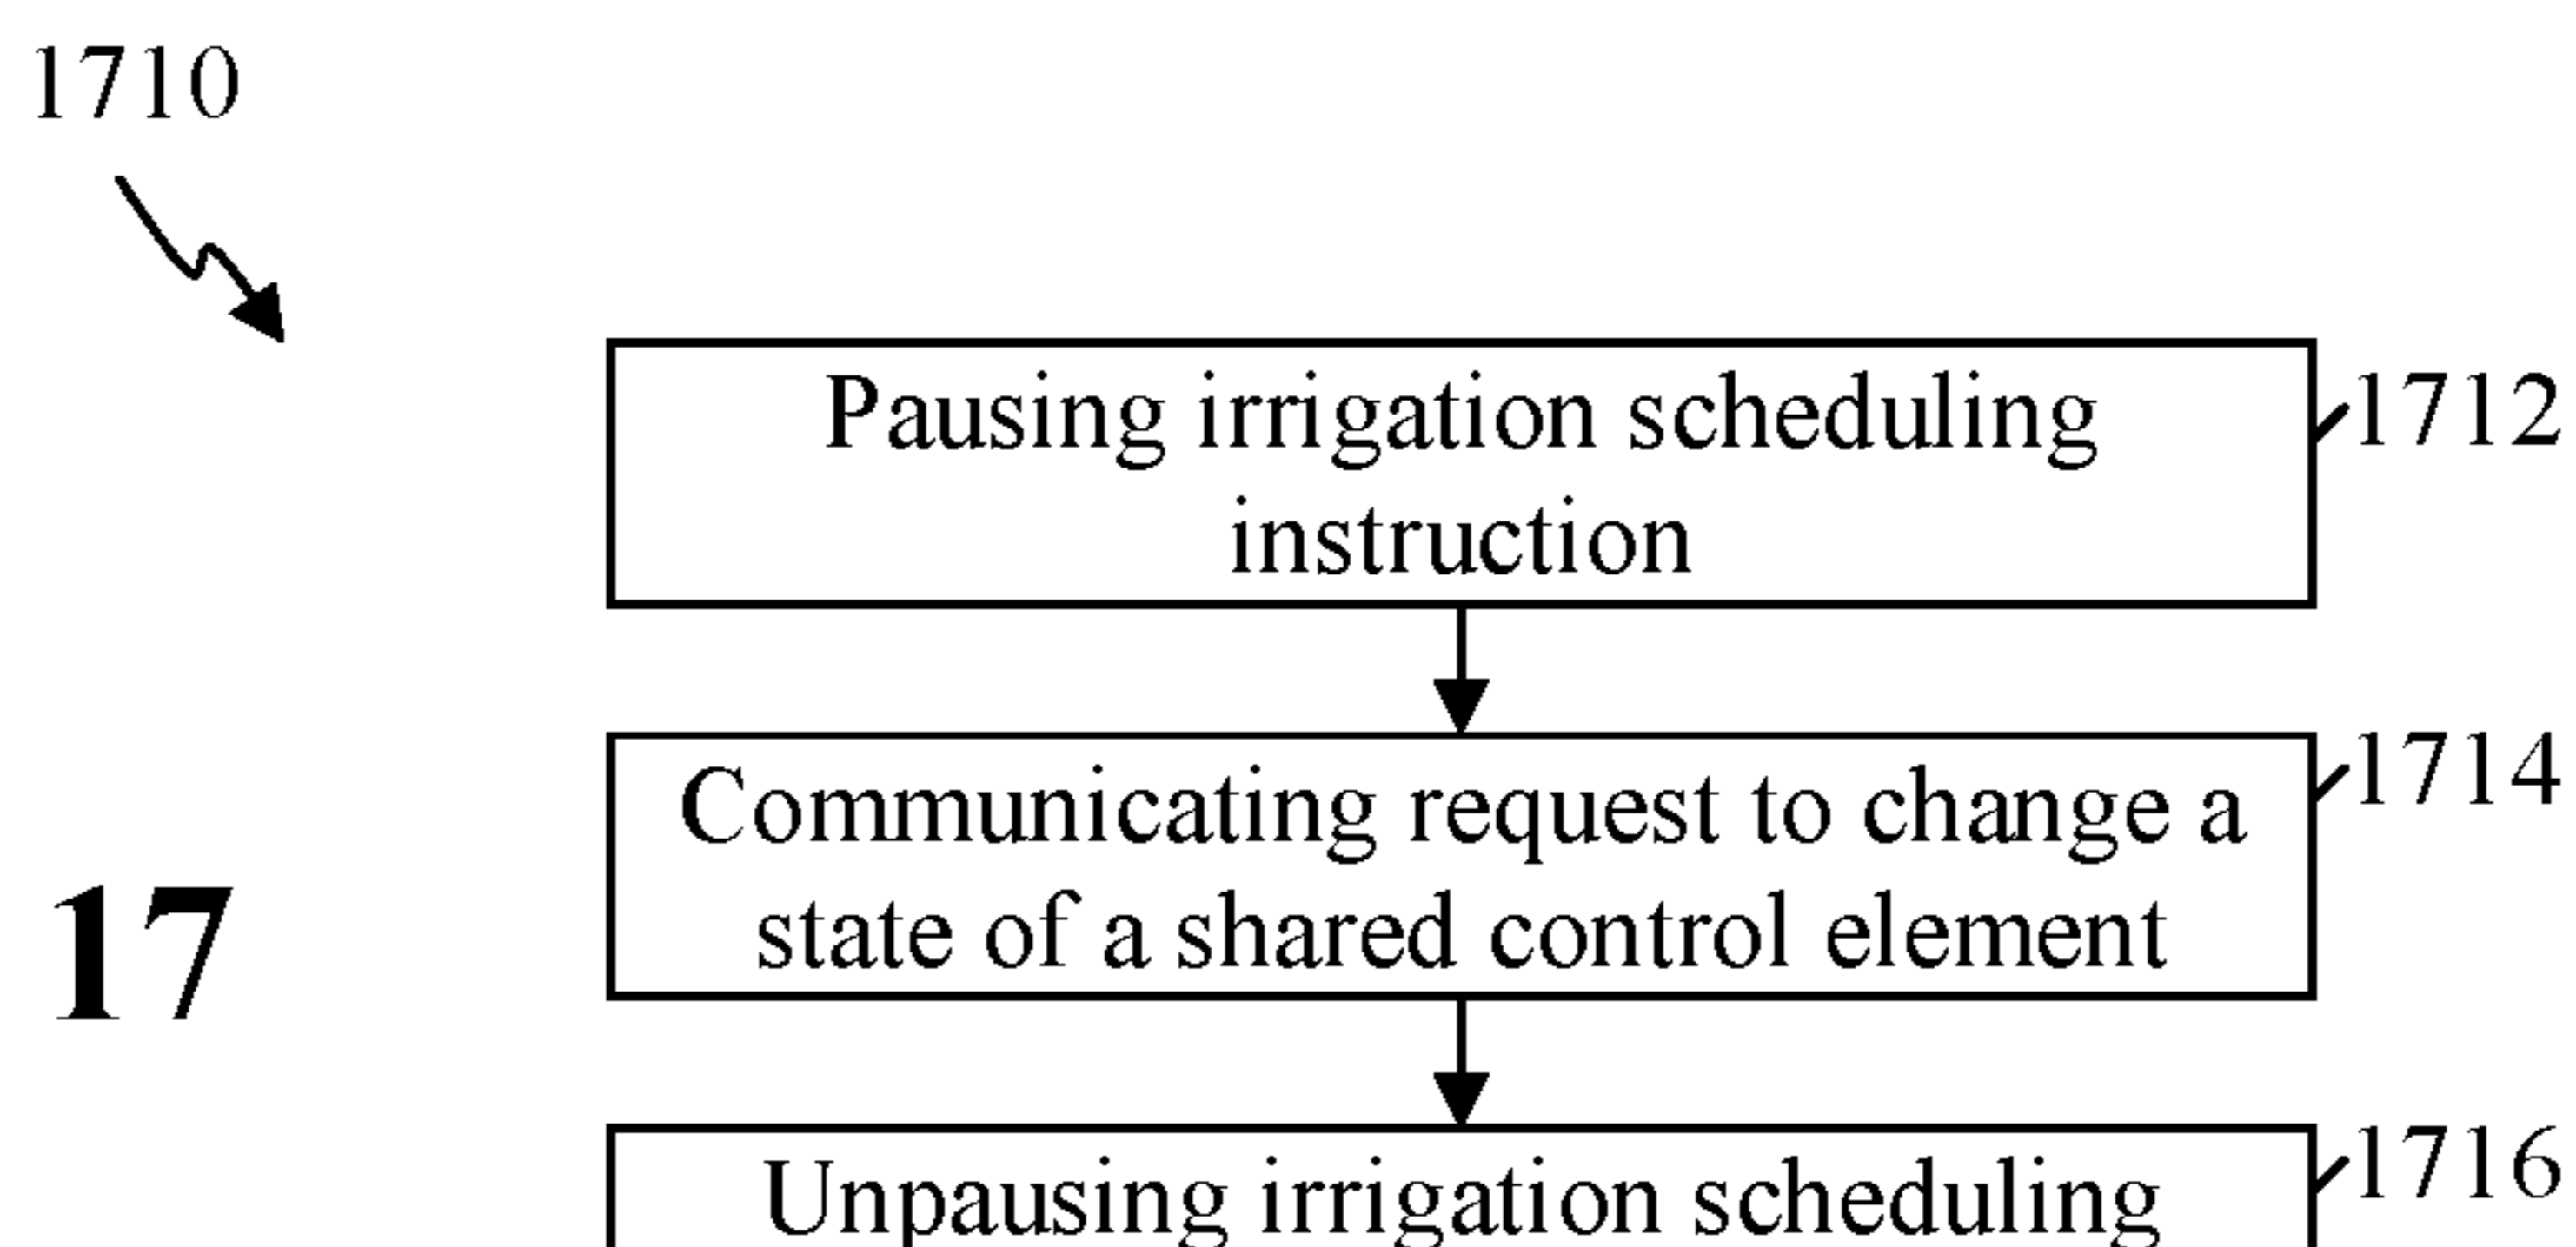 1710
Pausing irrigation scheduling
instruction
1712
Communicating request to change a
state of a shared control element
1714
17
Unpausing irrigation scheduling
1716